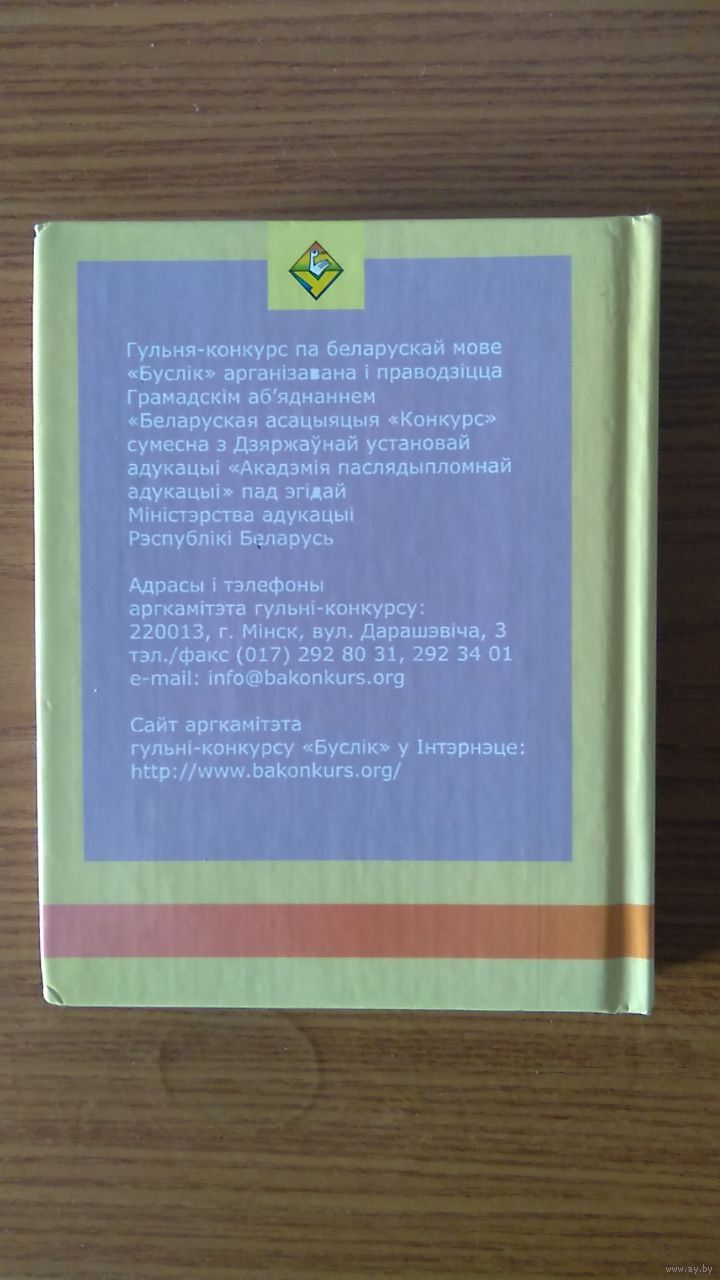 Гульня-конкурс па беларускай мове
«Буслік» арганізавана і праводзіцца
Грамадскім аб’яднаннем
«Беларуская асацыяцыя «Конкурс»
сумесна з Дзяржаўнай установай
адукацыі «Акадэмія паслядыпломнай
адукацыі» пад эгідай
Міністэрства адукацыі
Рэспублікі Беларусь
Адрасы і тэлефоны
аргкамітэта гульні-конкурсу:
220013, г. Мінск, вул. Дарашэвіча, 3
тэл./факс (017) 292 80 31, 292 34 01
e-mail: info@bakonkurs.org
Сайт аргкамітэта
гульні-конкурсу «Буслік» у Інтэрнэце:
http://www.bakonkurs.org/
www.ay.by